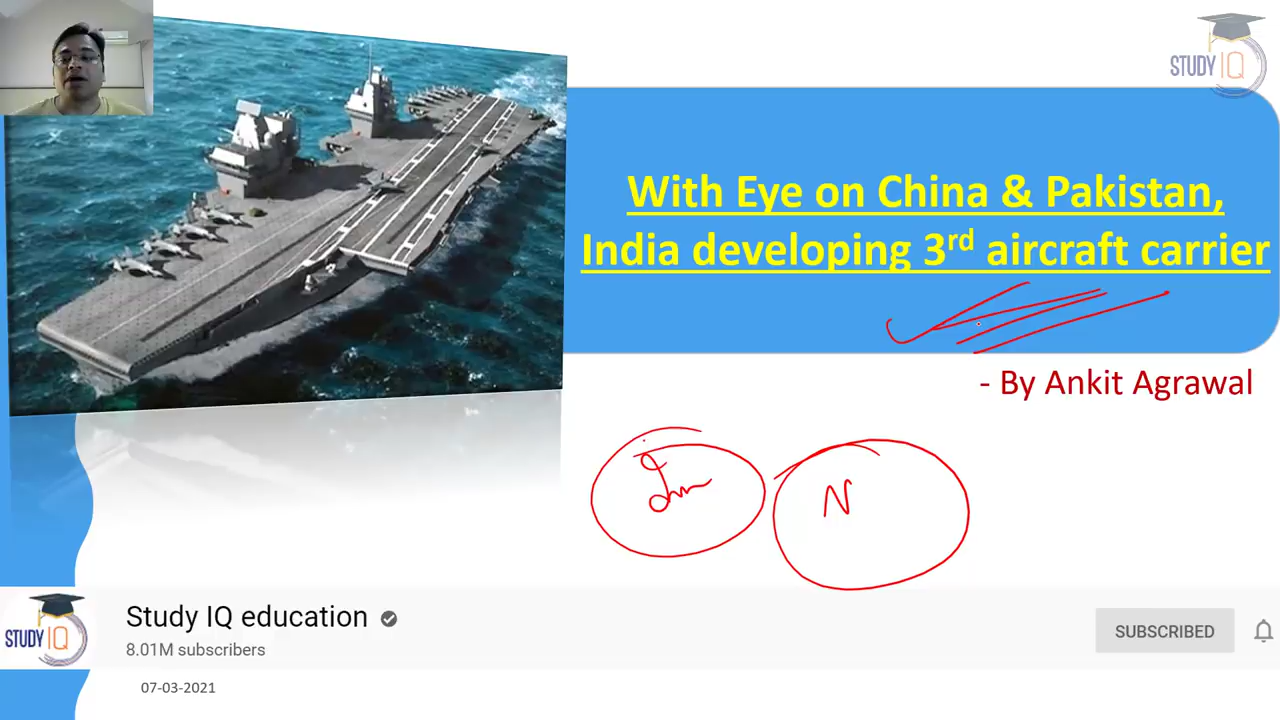 STUDY IQ
With Eye on China & Pakistan,
India developing 3rd aircraft carrier
- By Ankit Agrawal
N
STUDY IQ
Study IQ education
8.01M subscribers
SUBSCRIBED
07-03-2021